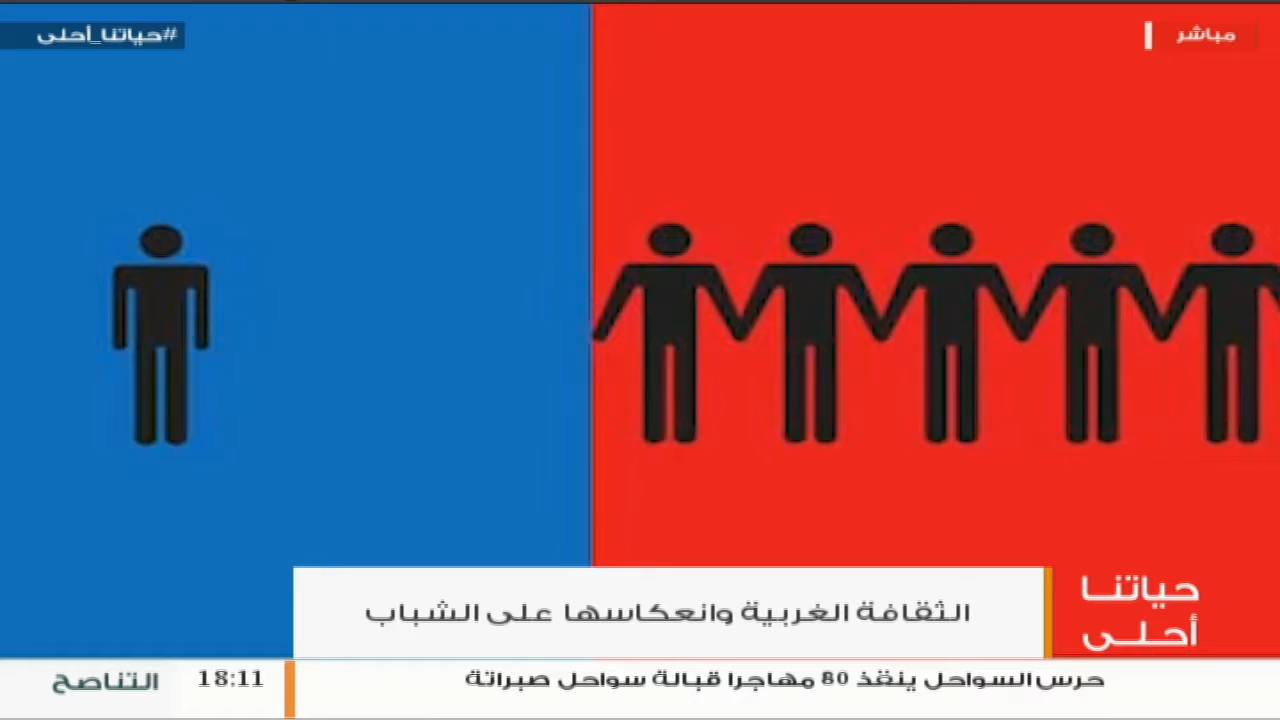 مباشر
#حياتنا_أحلى
حياتنا
أحلى
الثقافة الغربية وانعكاسها على الشباب
حرس السواحل ينقذ 80 مهاجرا قبالة سواحل صبراتة
18:11
التناصح